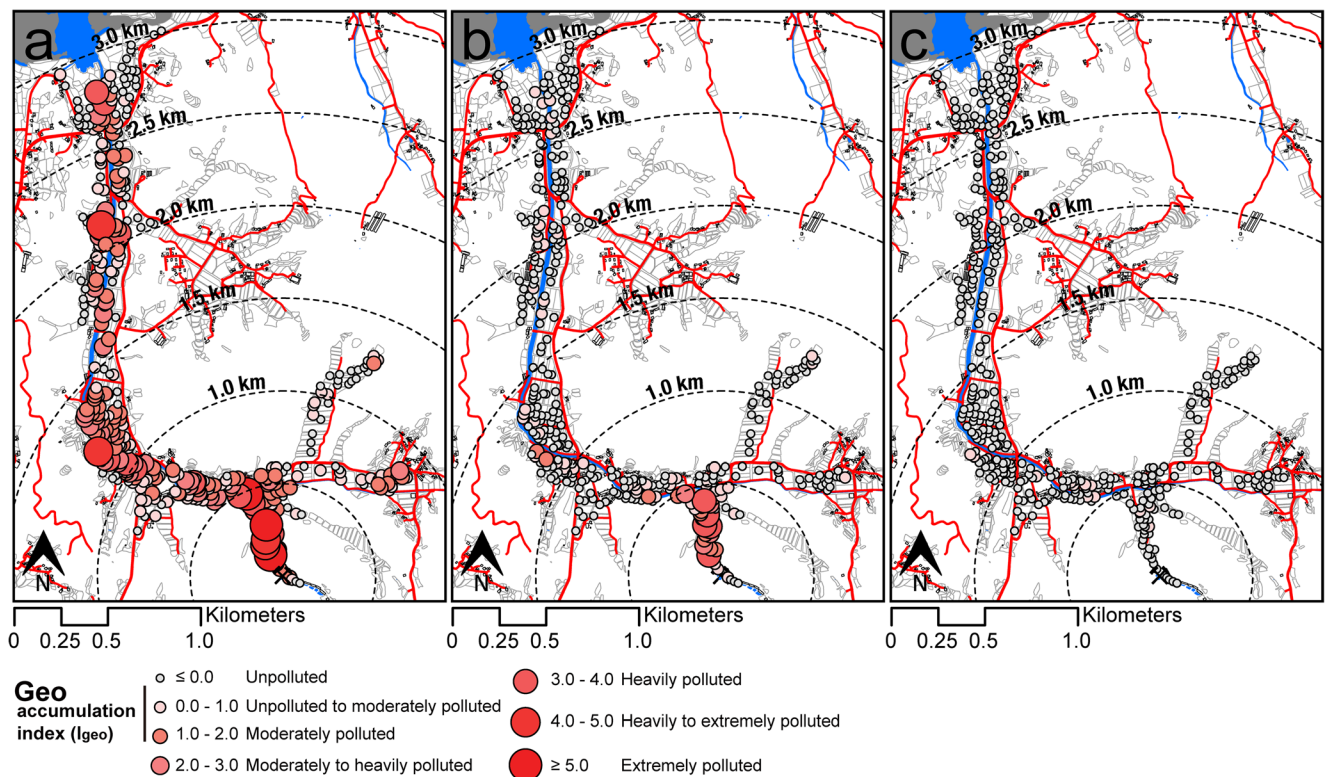 a
3.0 km
2.5 km
2.0 km
1.5 km
1.0 km
N
b
3.0 km
2.5 km
2.0 km
1.5 km
1.0 km
N
c
3.0 km
2.5 km
2.0 km
1.5 km
1.0 km
N
Kilometers
0 0.25 0.5 1.0
Kilometers
0 0.25 0.5 1.0
Kilometers
0 0.25 0.5 1.0
Geo
accumulation
index (Igeo)
≤ 0.0 Unpolluted
0.0 - 1.0 Unpolluted to moderately polluted
1.0 - 2.0 Moderately polluted
2.0 - 3.0 Moderately to heavily polluted
3.0 - 4.0 Heavily polluted
4.0 - 5.0 Heavily to extremely polluted
≥ 5.0 Extremely polluted